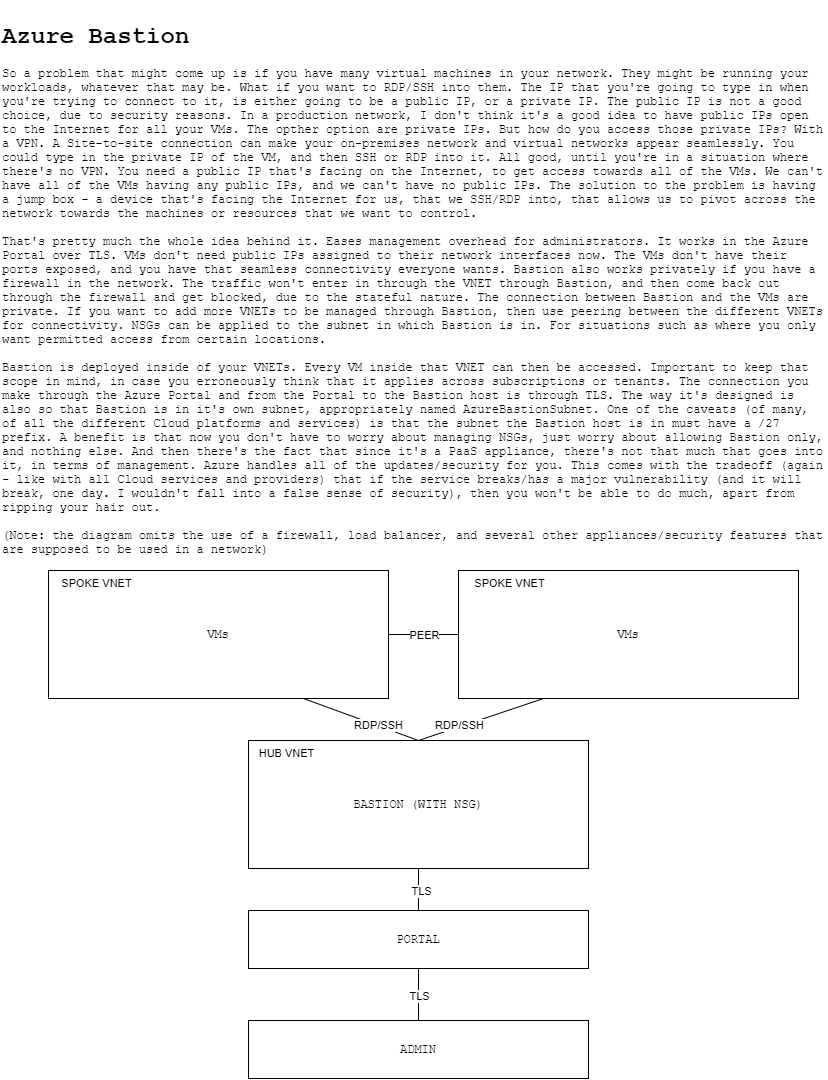 Azure Bastion
So a problem that might come up is if you have many virtual machines in your network. They might be running your
workloads, whatever that may be. What if you want to RDP/SSH into them. The IP that you're going to type in when
you're trying to connect to it, is either going to be a public IP, or a private IP. The public IP is not a good
choice, due to security reasons. In a production network, I don't think it's a good idea to have public IPs open
to the Internet for all your VMs. The opther option are private IPs. But how do you access those private IPs? With
a VPN. A Site-to-site connection can make your on-premises network and virtual networks appear seamlessly. You
could type in the private IP of the VM, and then SSH or RDP into it. All good, until you're in a situation where
there's no VPN. You need a public IP that's facing on the Internet, to get access towards all of the VMs. We can't
have all of the VMs having any public IPs, and we can't have no public IPs. The solution to the problem is having
a jump box - a device that's facing the Internet for us, that we SSH/RDP into, that allows us to pivot across the
network towards the machines or resources that we want to control.
That's pretty much the whole idea behind it. Eases management overhead for administrators. It works in the Azure
Portal over TLS. VMs don't need public IPs assigned to their network interfaces now. The VMs don't have their
ports exposed, and you have that seamless connectivity everyone wants. Bastion also works privately if you have a
firewall in the network. The traffic won't enter in through the VNET through Bastion, and then come back out
through the firewall and get blocked, due to the stateful nature. The connection between Bastion and the VMs are
private. If you want to add more VNETs to be managed through Bastion, then use peering between the different VNETs
for connectivity. NSGs can be applied to the subnet in which Bastion is in. For situations such as where you only
want permitted access from certain locations.
Bastion is deployed inside of your VNETs. Every VM inside that VNET can then be accessed. Important to keep that
scope in mind, in case you erroneously think that it applies across subscriptions or tenants. The connection you
make through the Azure Portal and from the Portal to the Bastion host is through TLS. The way it's designed is
also so that Bastion is in it's own subnet, appropriately named AzureBastionSubnet. One of the caveats (of many,
of all the different Cloud platforms and services) is that the subnet the Bastion host is in must have a /27
prefix. A benefit is that now you don't have to worry about managing NSGs, just worry about allowing Bastion only,
and nothing else. And then there's the fact that since it's a PaaS appliance, there's not that much that goes into
it, in terms of management. Azure handles all of the updates/security for you. This comes with the tradeoff (again
- like with all Cloud services and providers) that if the service breaks/has a major vulnerability (and it will
break, one day. I wouldn't fall into a false sense of security), then you won't be able to do much, apart from
ripping your hair out.
(Note: the diagram omits the use of a firewall, load balancer, and several other appliances/security features that
are supposed to be used in a network)
SPOKE VNET
SPOKE VNET
VMs
PEER
VMs
RDP/SSH
RDP/SSH
HUB VNET
BASTION (WITH NSG)
TLS
PORTAL
TLS
ADMIN